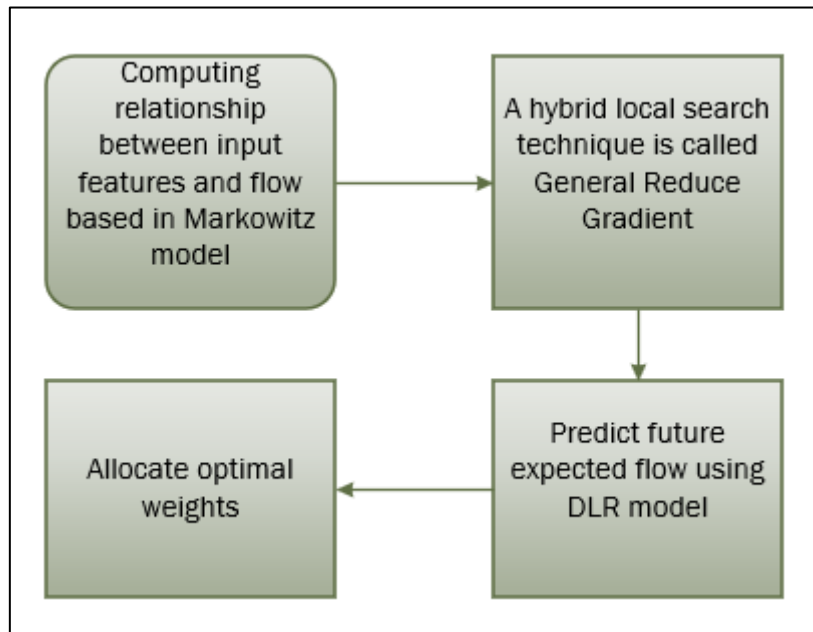 Computing
relationship
between input
features and flow
based in Markowitz
model
A hybrid local search
technique is called
General Reduce
Gradient
Predict future
expected flow using
DLR model
Allocate optimal
weights